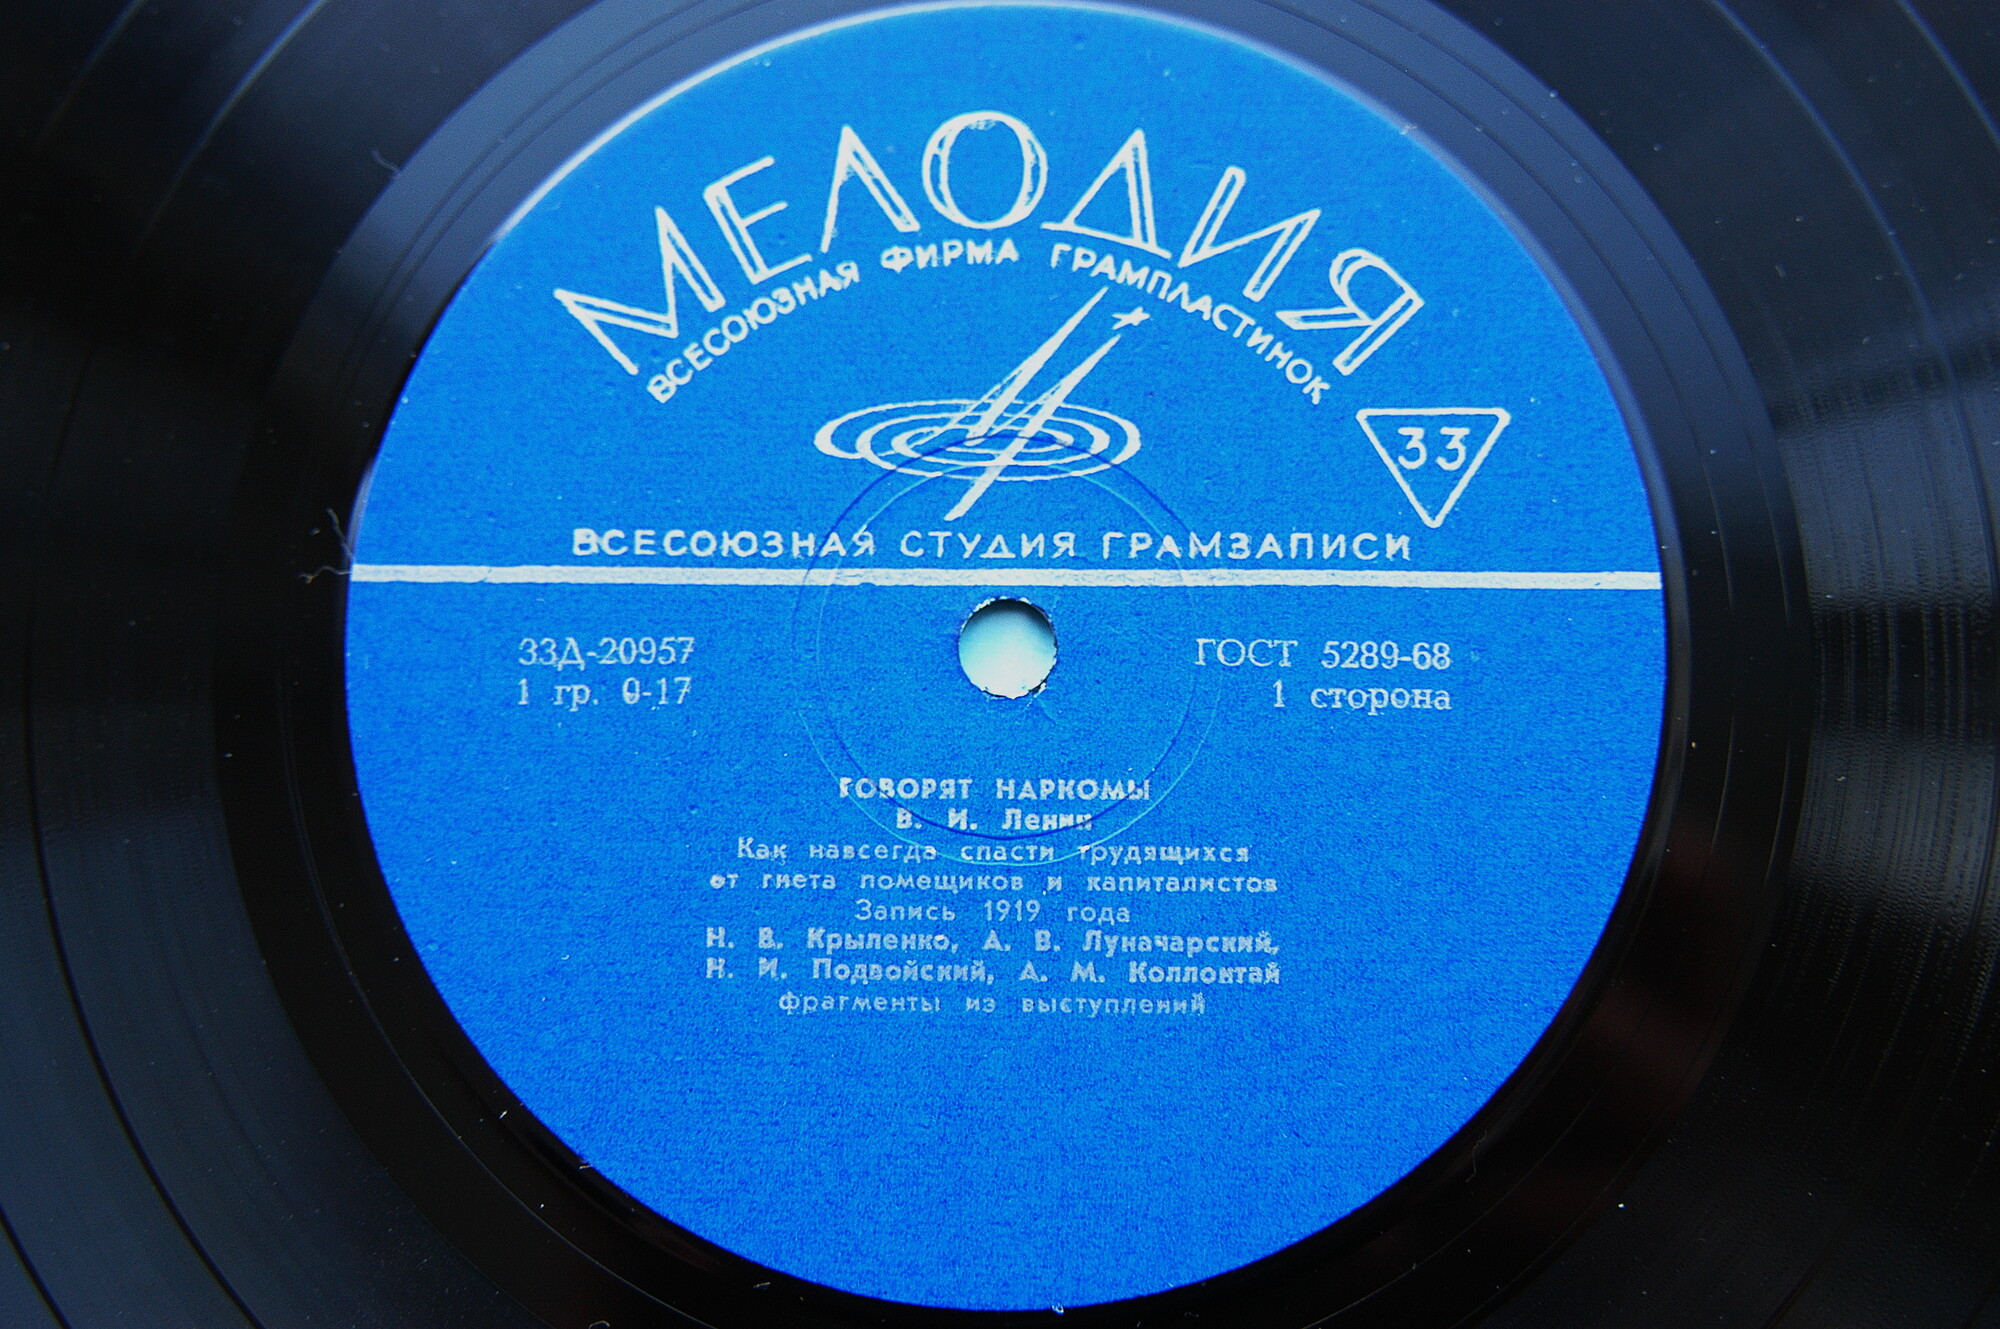 МЕЛОДИЯ
ВСЕСОЮЗНАЯ ФИРМА ГРАМПЛАСТИНОК
33
ВСЕСОЮЗНАЯ СТУДИЯ ГРАМЗАПИСИ
33Д-20957
1 гр. 0-17
ГОСТ 5289-68
1 сторона
ГОВОРЯТ НАРКОМЫ
В. И. Ленин
Как навсегда спасти трудящихся
от гнета помещиков и капиталистов
Запись 1919 года
Н. В. Крыленко, А. В. Луначарский,
Н. И. Подвойский, А. М. Коллонтай
фрагменты из выступлений